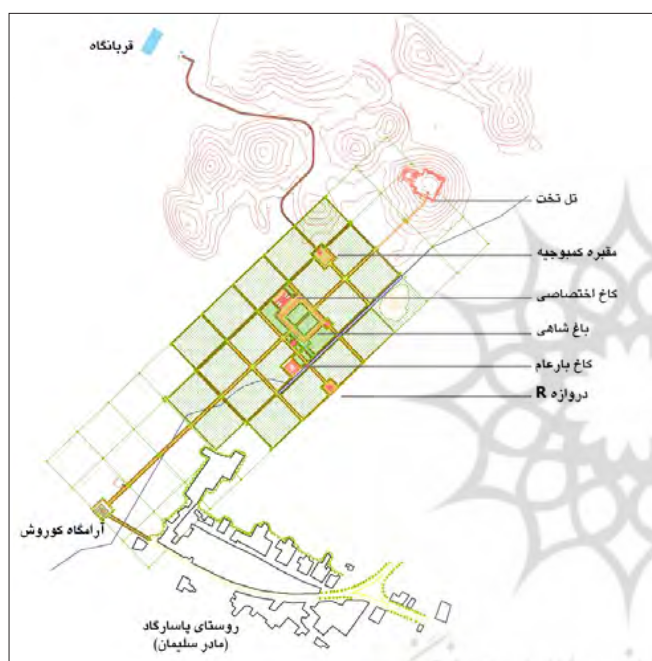 قربانگاه
تل تخت
مقبره کمبوجیه
کاخ اختصاصی
باغ شاهی
کاخ بارعام
دروازه R
آرامگاه کوروش
روستای پاسارگاد
(مادر سلیمان)